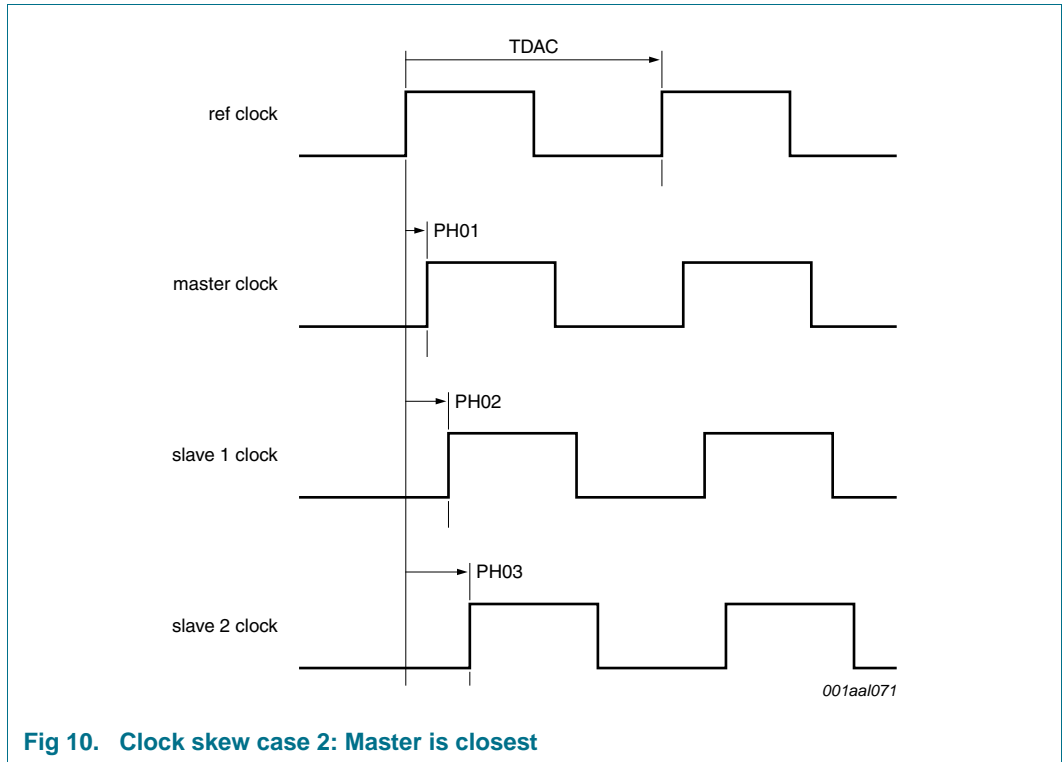 TDAC
ref clock
PH01
master clock
PH02
slave 1 clock
PH03
slave 2 clock
001aal071
Fig 10. Clock skew case 2: Master is closest